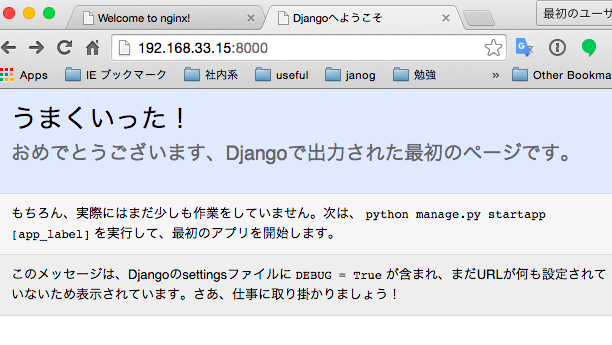 Welcome to nginx!
Djangoへようこそ
最初のユーザ
192.168.33.15:8000
Apps
IE ブックマーク
社内系
useful
janog
勉強
»
Other Bookma
うまくいった！
おめでとうございます、Djangoで出力された最初のページです。
もちろん、実際にはまだ少しも作業をしていません。次は、 python manage.py startapp
[app_label] を実行して、最初のアプリを開始します。
このメッセージは、Djangoのsettingsファイルに DEBUG = True が含まれ、まだURLが何も設定されて
いないため表示されています。さあ、仕事に取り掛かりましょう！